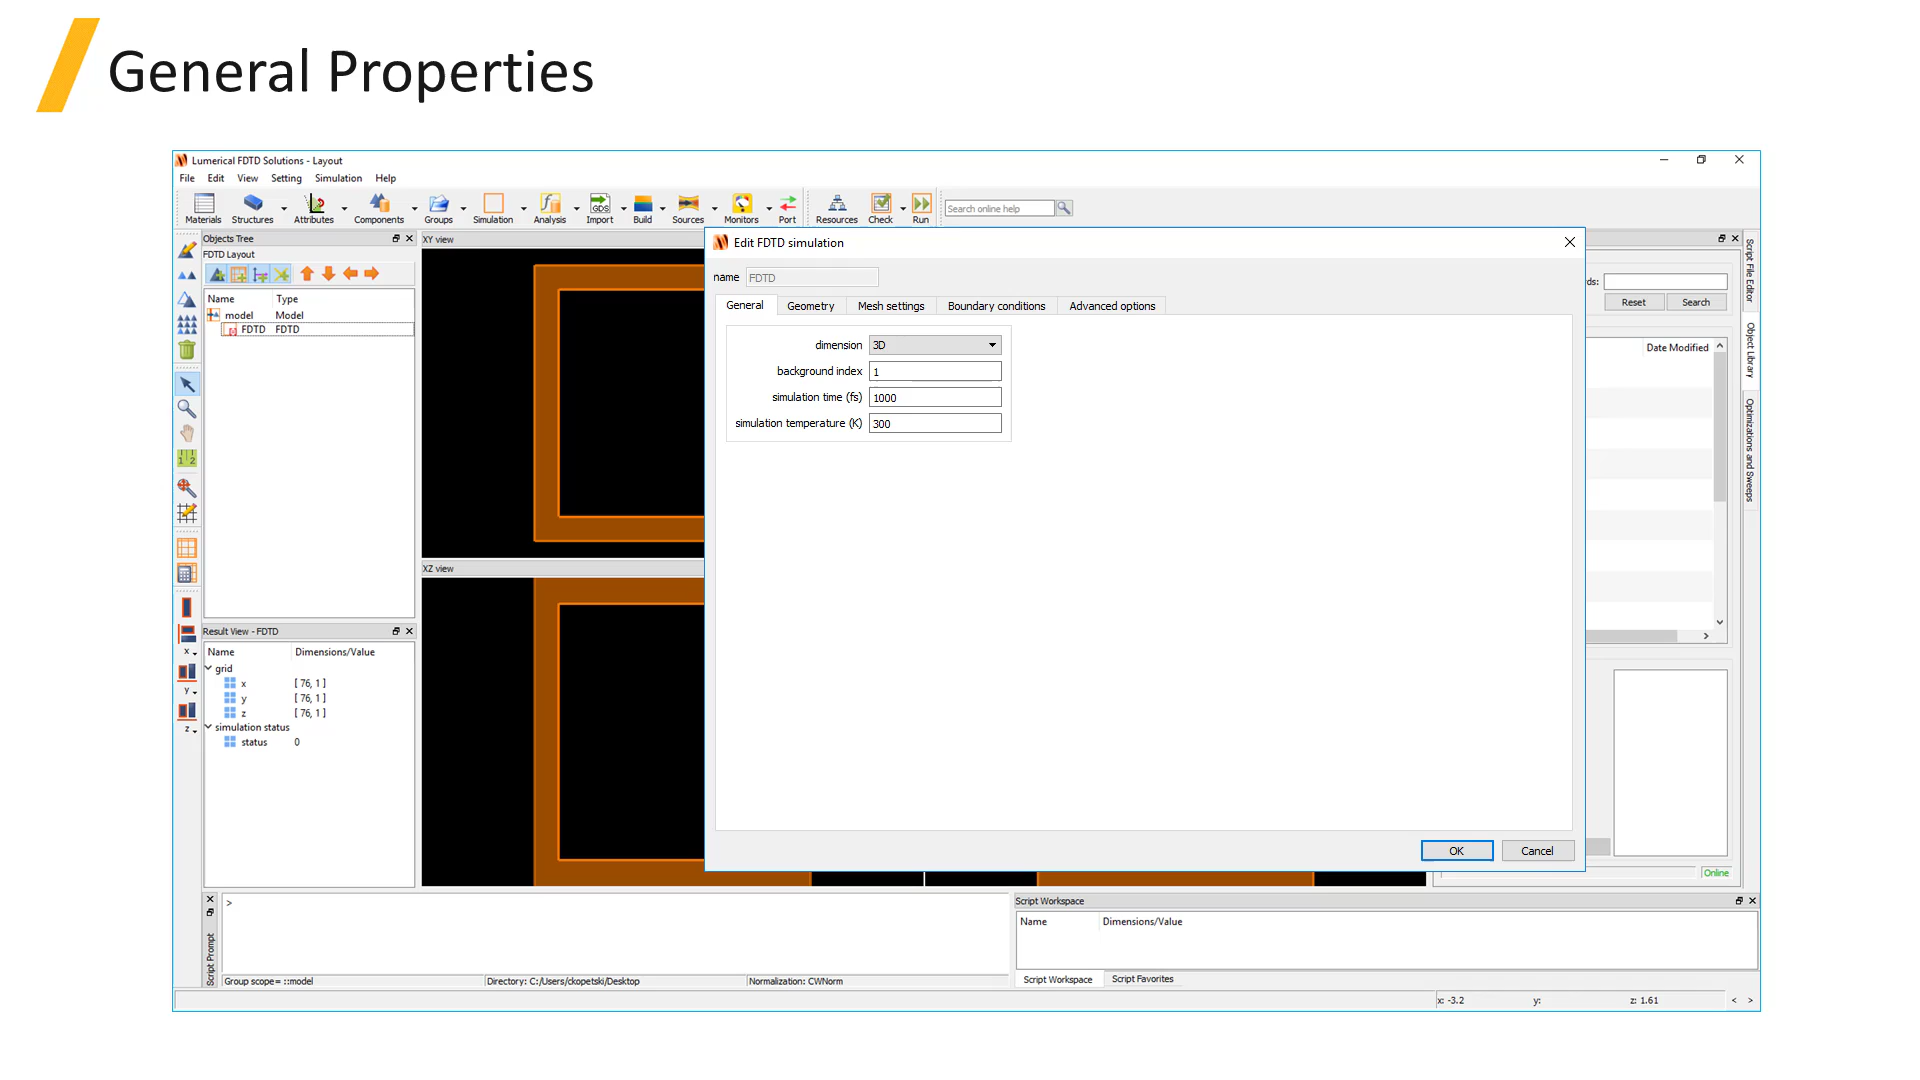 General Properties
Lumerical FDTD Solutions - Layout
File Edit View Setting Simulation Help
Materials Structures Attributes Components Groups Simulation Analysis Import Build Sources Monitors Port Resources Check Run Search online help
Objects Tree
FDTD Layout
Name Type
model Model
FDTD FDTD
XY view
XZ view
Edit FDTD simulation
name FDTD
General Geometry Mesh settings Boundary conditions Advanced options
dimension 3D
background index 1
simulation time (fs) 1000
simulation temperature (K) 300
OK Cancel
ds:
Reset Search
Date Modified
Online
Script File Editor
Object Library
Optimizations and Sweeps
Result View - FDTD
Name Dimensions/Value
grid
x [ 76, 1 ]
y [ 76, 1 ]
z [ 76, 1 ]
simulation status
status 0
x
y
z
Script Prompt
>
Group scope= ::model Directory: C:/Users/ckopetski/Desktop Normalization: CWNorm
Script Workspace
Name Dimensions/Value
Script Workspace Script Favorites
x: -3.2 y: z: 1.61 < >